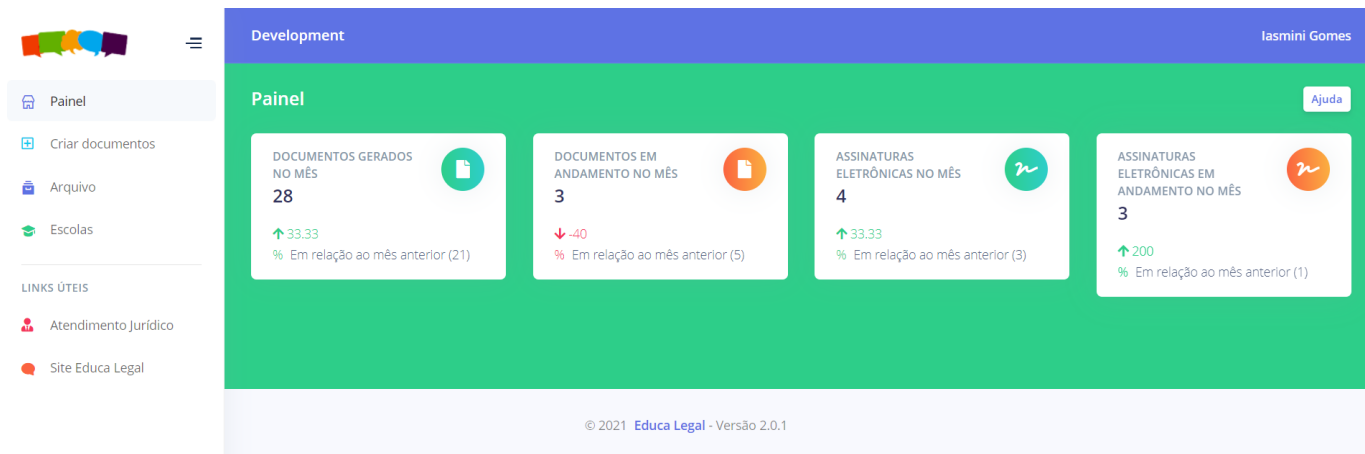 Development
Iasmini Gomes
Painel
Criar documentos
Arquivo
Escolas
LINKS ÚTEIS
Atendimento Jurídico
Site Educa Legal
Painel
Ajuda
DOCUMENTOS GERADOS
NO MÊS
28
33.33
% Em relação ao mês anterior (21)
DOCUMENTOS EM
ANDAMENTO NO MÊS
3
-40
% Em relação ao mês anterior (5)
ASSINATURAS
ELETRÔNICAS NO MÊS
4
33.33
% Em relação ao mês anterior (3)
ASSINATURAS
ELETRÔNICAS EM
ANDAMENTO NO MÊS
3
200
% Em relação ao mês anterior (1)
© 2021 Educa Legal - Versão 2.0.1